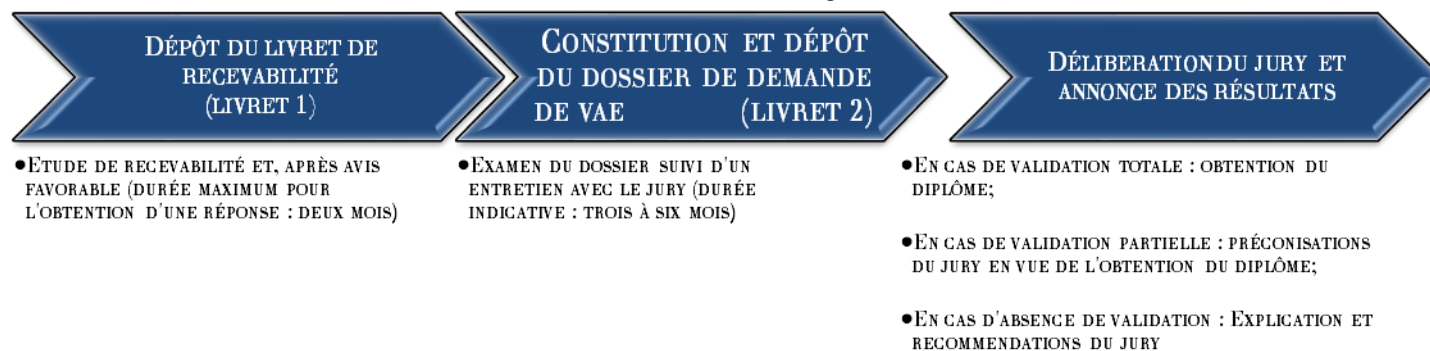 DÉPÔT DU LIVRET DE
RECEVABILITÉ
(LIVRET 1)
•ETUDE DE RECEVABILITÉ ET, APRÈS AVIS
FAVORABLE (DURÉE MAXIMUM POUR
L'OBTENTION D'UNE RÉPONSE : DEUX MOIS)
CONSTITUTION ET DÉPÔT
DU DOSSIER DE DEMANDE
DE VAE (LIVRET 2)
•EXAMEN DU DOSSIER SUIVI D'UN
ENTRETIEN AVEC LE JURY (DURÉE
INDICATIVE : TROIS À SIX MOIS)
DÉLIBERATION DU JURY ET
ANNONCE DES RÉSULTATS
•EN CAS DE VALIDATION TOTALE : OBTENTION DU
DIPLÔME;
•EN CAS DE VALIDATION PARTIELLE : PRÉCONISATIONS
DU JURY EN VUE DE L'OBTENTION DU DIPLÔME;
•EN CAS D'ABSENCE DE VALIDATION : EXPLICATION ET
RECOMMENDATIONS DU JURY